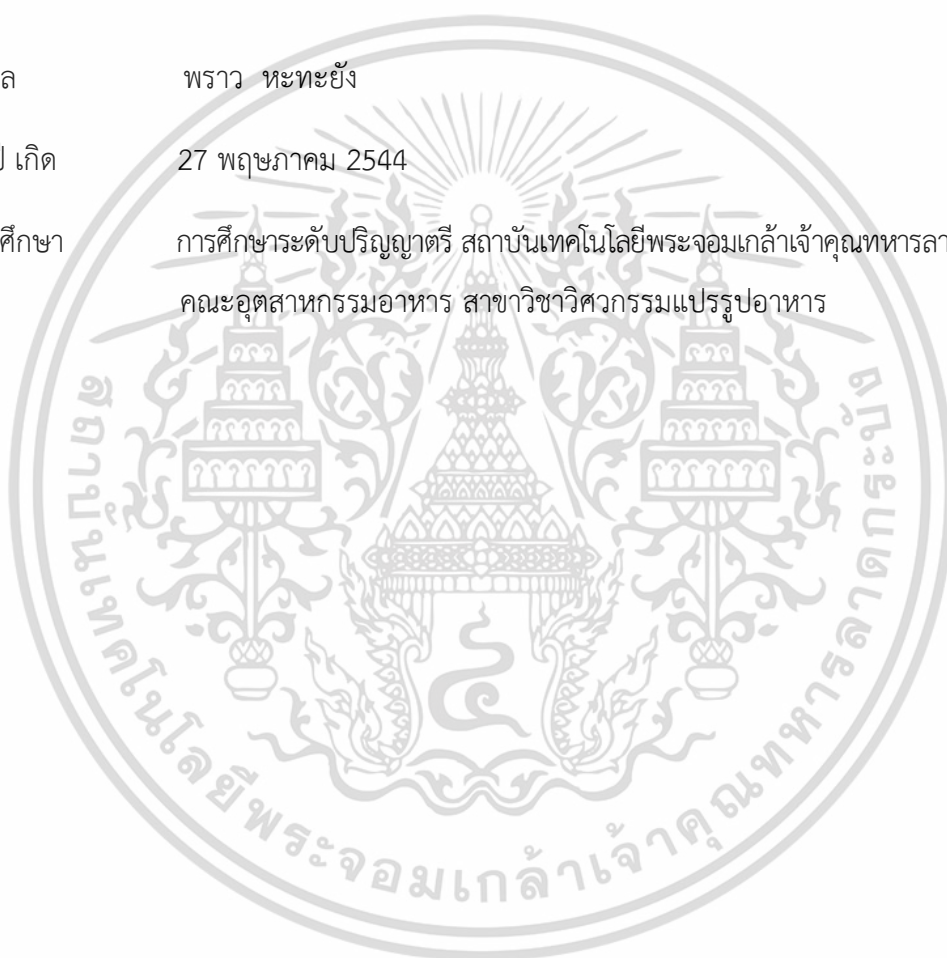 ล พราว หะทะยัง
ปี เกิด 27 พฤษภาคม 2544
ศึกษา การศึกษาระดับปริญญาตรี สถาบันเทคโนโลยีพระจอมเกล้าเจ้าคุณทหารลา
คณะอุตสาหกรรมอาหาร สาขาวิชาวิศวกรรมแปรรูปอาหาร
สถาบันเทคโนโลยีพระจอมเกล้าเจ้าคุณทหารลาดกระบัง
๔